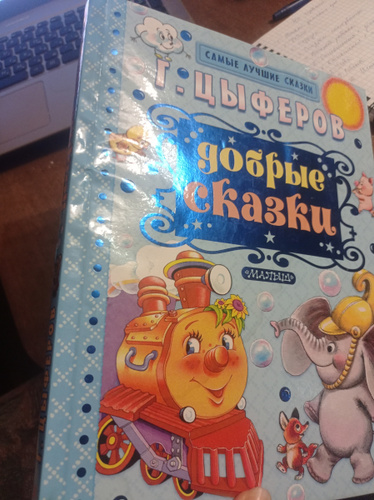 САМЫЕ ЛУЧШИЕ СКАЗКИ
Г. ЦЫФЕРОВ
добрые
сказки
МАЛЫШ